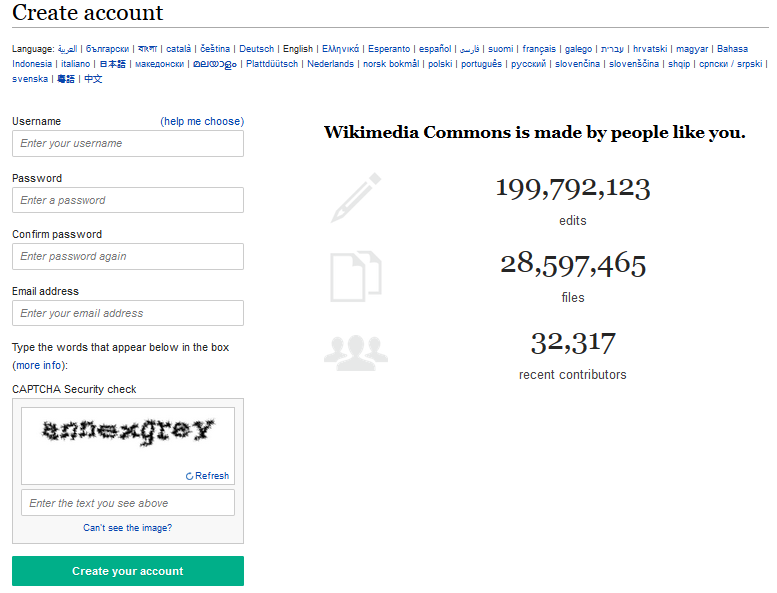 Create account
Language: العربية | български | বাংলা | català | čeština | Deutsch | English | Ελληνικά | Esperanto | español | فارسی | suomi | français | galego | עברית | hrvatski | magyar | Bahasa
Indonesia | italiano | 日本語 | македонски | മലയാളം | Plattdüütsch | Nederlands | norsk bokmål | polski | português | русский | slovenčina | slovenščina | shqip | српски / srpski |
svenska | 粵語 | 中文
Username (help me choose)
Enter your username
Password
Enter a password
Confirm password
Enter password again
Email address
Enter your email address
Type the words that appear below in the box
(more info):
CAPTCHA Security check
annexgrey
Refresh
Enter the text you see above
Can't see the image?
Create your account
Wikimedia Commons is made by people like you.
199,792,123
edits
28,597,465
files
32,317
recent contributors